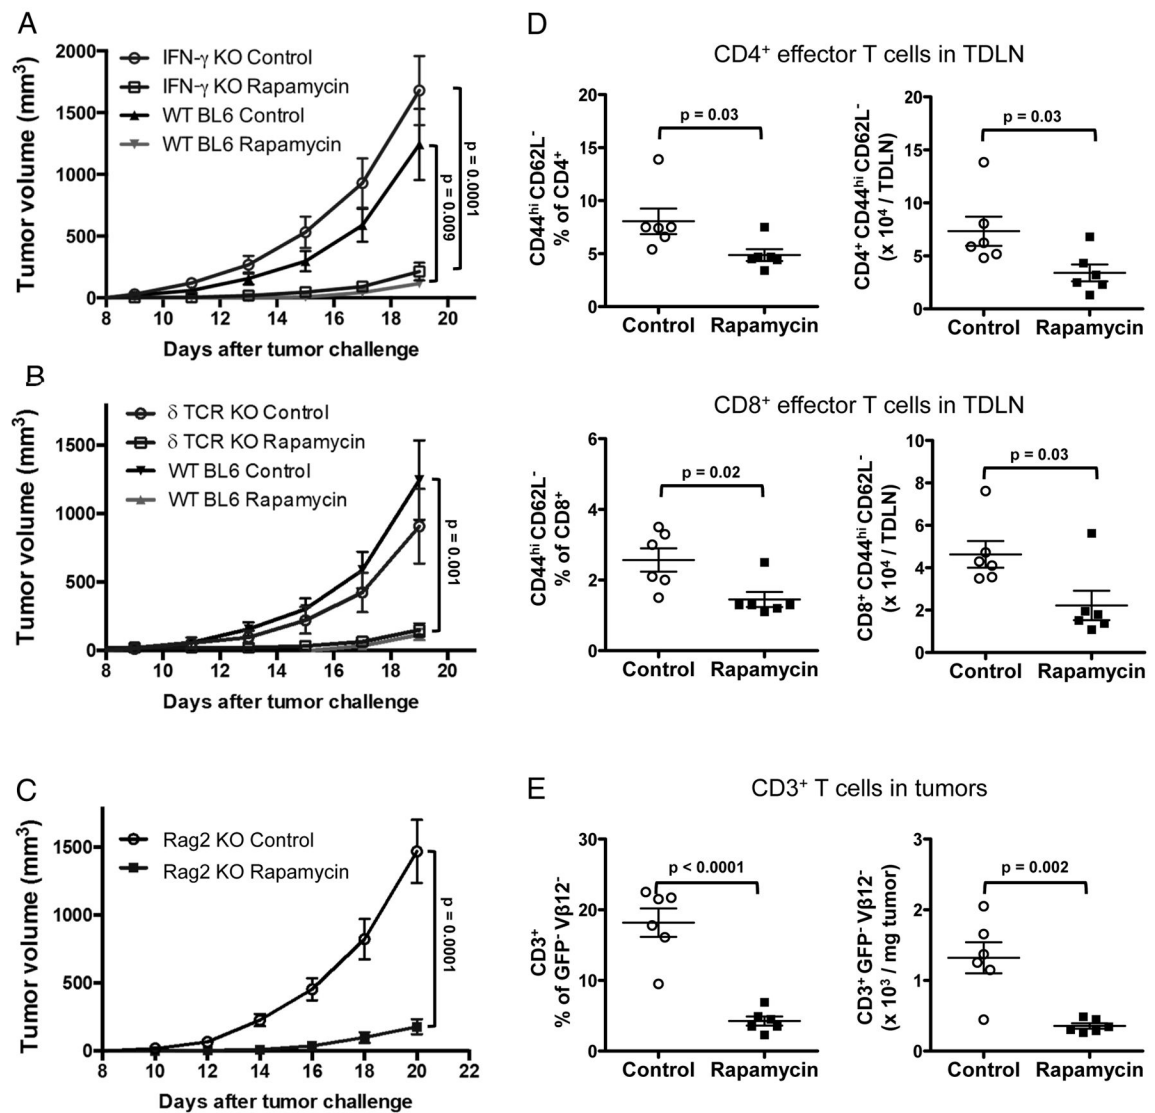 A
Tumor volume (mm³)
2000
1500
1000
500
0
8 10 12 14 16 18 20
Days after tumor challenge
IFN-γ KO Control
IFN-γ KO Rapamycin
WT BL6 Control
WT BL6 Rapamycin
p = 0.009
p = 0.0001
B
Tumor volume (mm³)
1500
1000
500
0
8 10 12 14 16 18 20
Days after tumor challenge
δ TCR KO Control
δ TCR KO Rapamycin
WT BL6 Control
WT BL6 Rapamycin
p = 0.001
C
Tumor volume (mm³)
1500
1000
500
0
8 10 12 14 16 18 20 22
Days after tumor challenge
Rag2 KO Control
Rag2 KO Rapamycin
p = 0.0001
D
CD4⁺ effector T cells in TDLN
CD44ʰⁱ CD62L⁻
% of CD4⁺
20
15
10
5
0
p = 0.03
Control Rapamycin
CD4⁺ CD44ʰⁱ CD62L⁻
(x 10⁴ / TDLN)
20
15
10
5
0
p = 0.03
Control Rapamycin
CD8⁺ effector T cells in TDLN
CD44ʰⁱ CD62L⁻
% of CD8⁺
6
4
2
0
p = 0.02
Control Rapamycin
CD8⁺ CD44ʰⁱ CD62L⁻
(x 10⁴ / TDLN)
10
8
6
4
2
0
p = 0.03
Control Rapamycin
E
CD3⁺ T cells in tumors
CD3⁺
% of GFP⁻ Vβ12⁻
30
20
10
0
p < 0.0001
Control Rapamycin
CD3⁺ GFP⁻ Vβ12⁻
(x 10³ / mg tumor)
3
2
1
0
p = 0.002
Control Rapamycin